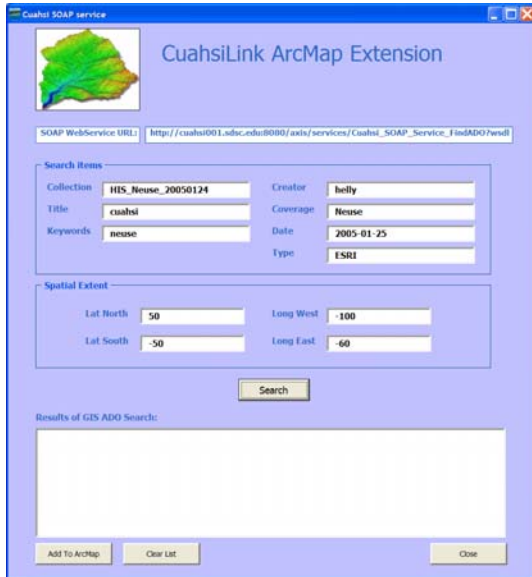 Cuahsi SOAP service
CuahsiLink ArcMap Extension
SOAP WebService URL: http://cuahsi001.sdsc.edu:8080/axis/services/Cuahsi_SOAP_Service_FindADO?wsdl
Search items
Collection HIS_Neuse_20050124 Creator helly
Title cuahsi Coverage Neuse
Keywords neuse Date 2005-01-25
Type ESRI
Spatial Extent
Lat North 50 Long West -100
Lat South -50 Long East -60
Search
Results of GIS ADO Search:
Add To ArcMap Clear List Close